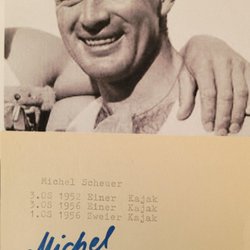 Michel Scheuer
3.OS 1952 Einer Kajak
3.OS 1956 Einer Kajak
1.OS 1956 Zweier Kajak
Michel